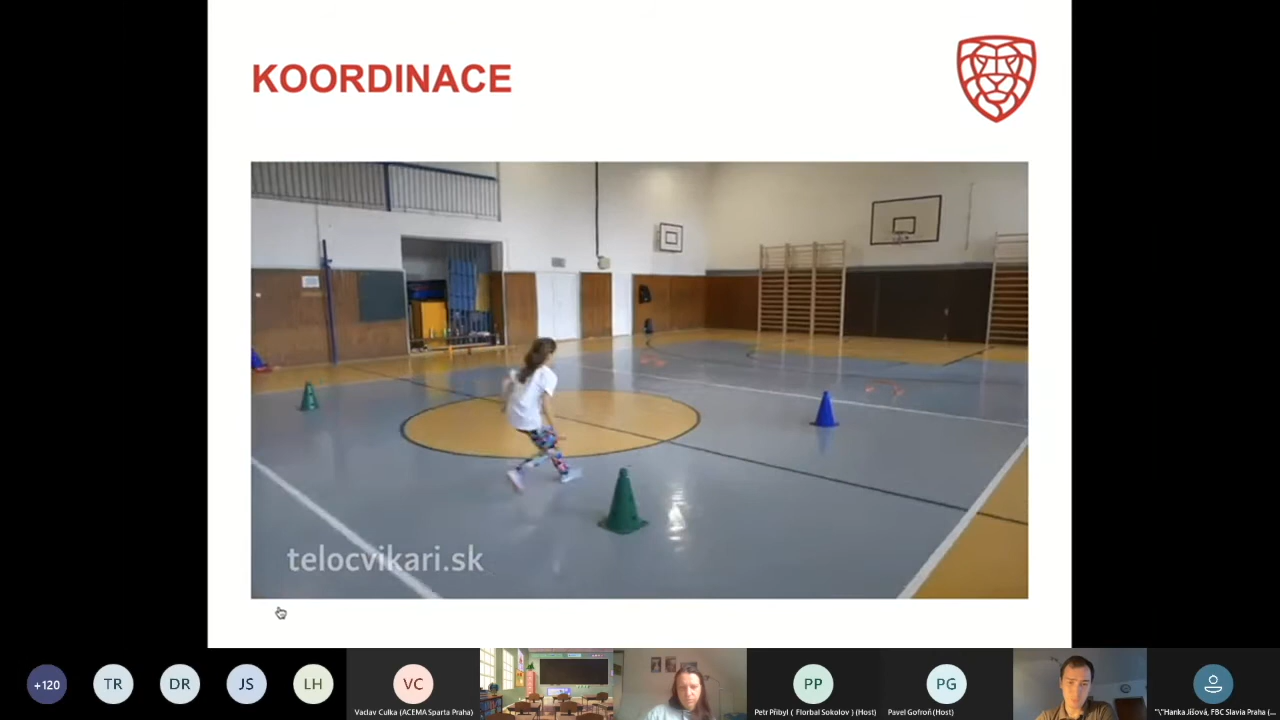 KOORDINACE
telocvikari.sk
+120
TR
DR
JS
LH
VC
Vaclav Culka (ACEMA Sparta Praha)
Petr Přibyl ( Florbal Sokolov ) (Host)
PP
PG
Pavel Gofroň (Host)
"\"Hanka Jíšová, FBC Slavia Praha (...